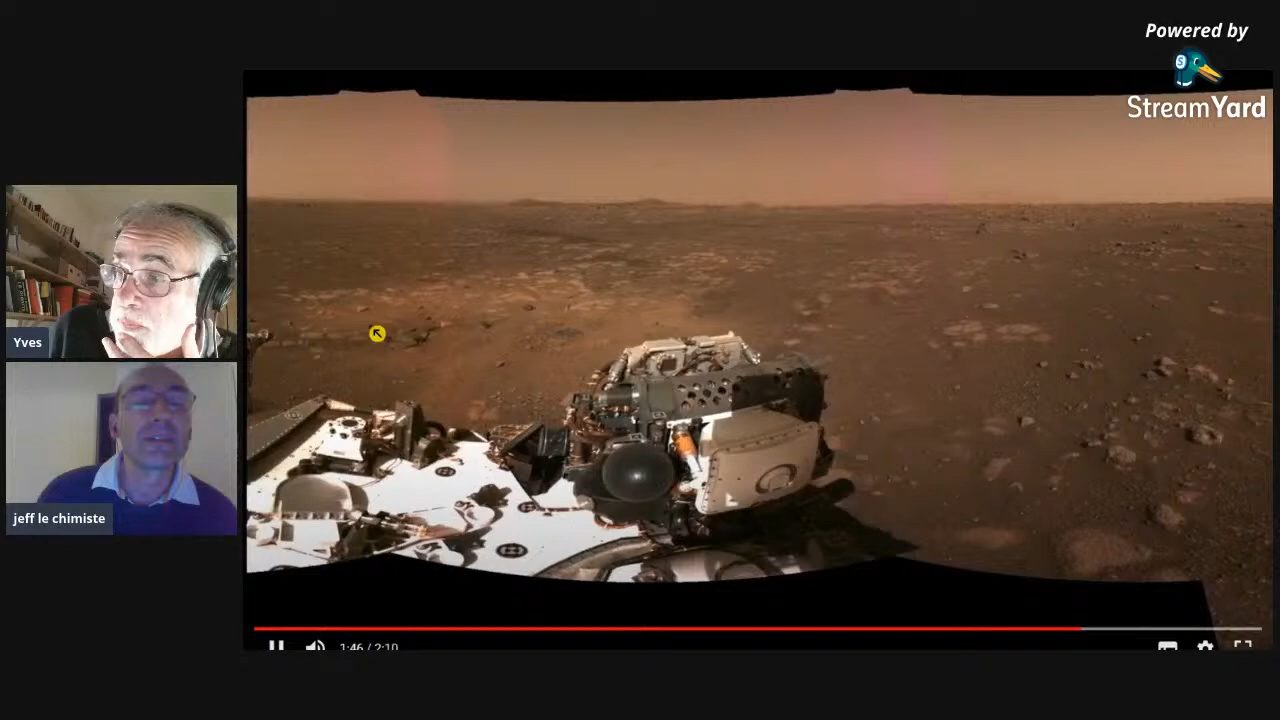 Powered by
StreamYard
Yves
jeff le chimiste
1:46 / 2:10